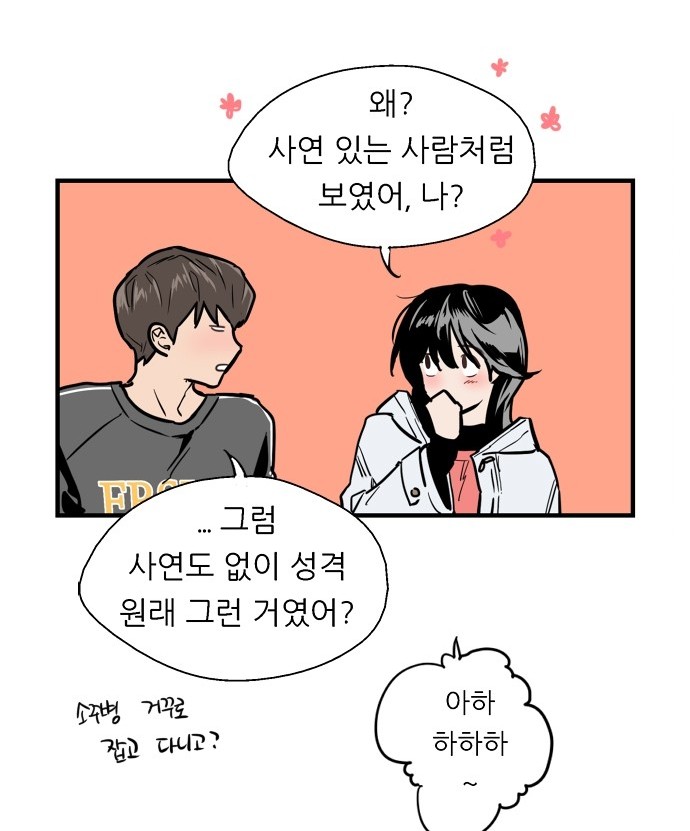 왜?
사연 있는 사람처럼
보였어, 나?
... 그럼
사연도 없이 성격
원래 그런 거였어?
소주병 거꾸로
잡고 다니고?
아하
하하하
~